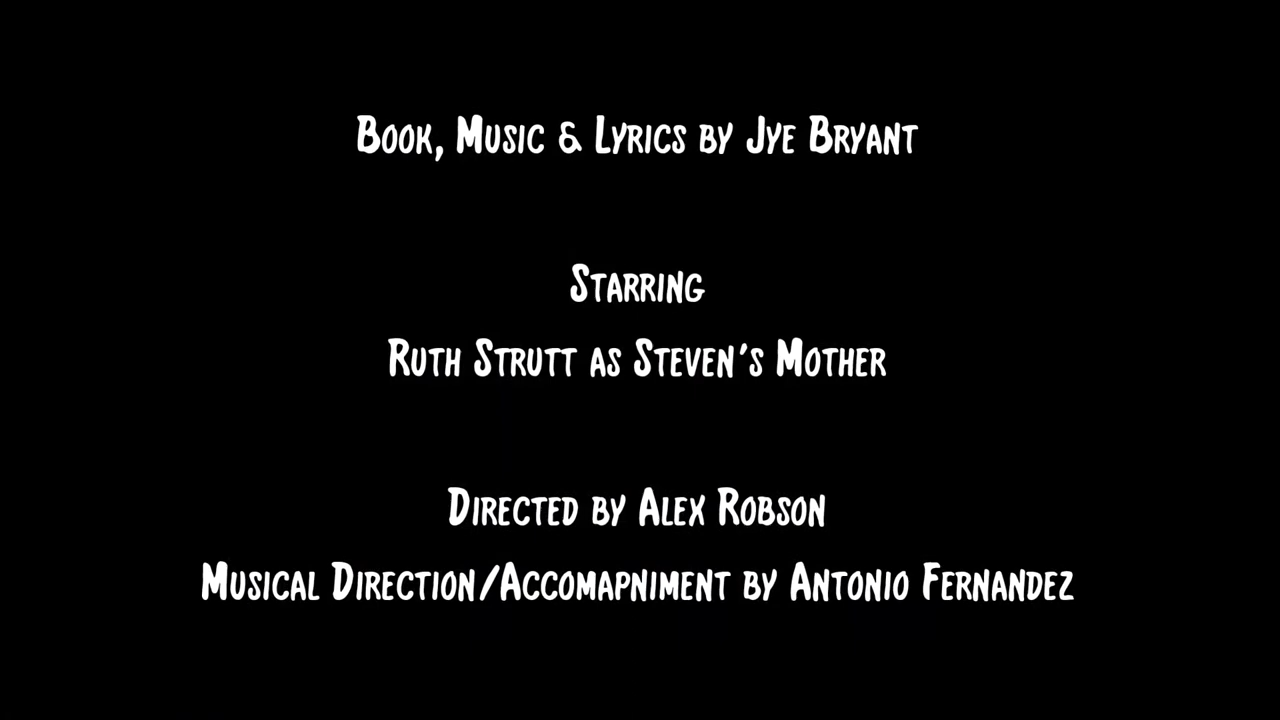 Book, Music & Lyrics by Jye Bryant
Starring
Ruth Strutt as Steven's Mother
Directed by Alex Robson
Musical Direction/Accomapniment by Antonio Fernandez